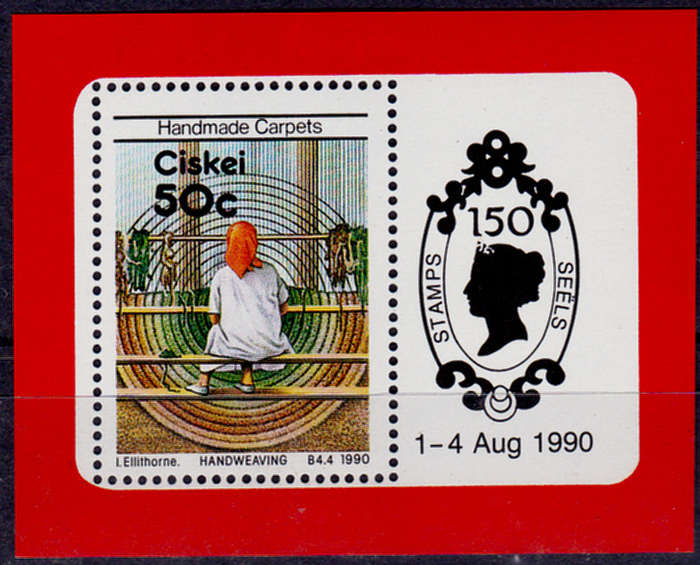 Handmade Carpets
Ciskei
50c
I. Ellithorne. HANDWEAVING B4.4 1990
150
STAMPS
SEËLS
1-4 Aug 1990